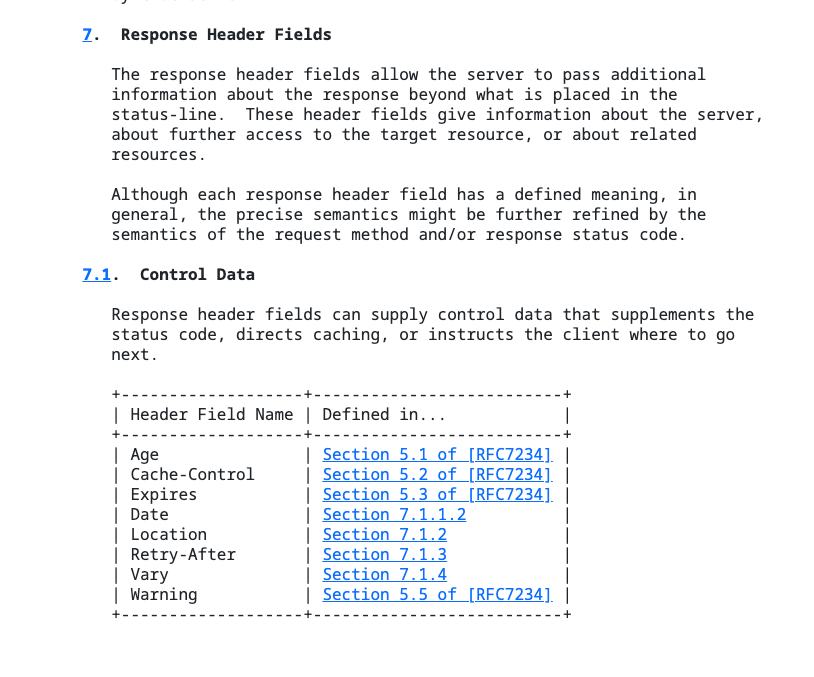 7.  Response Header Fields
The response header fields allow the server to pass additional
information about the response beyond what is placed in the
status-line.  These header fields give information about the server,
about further access to the target resource, or about related
resources.
Although each response header field has a defined meaning, in
general, the precise semantics might be further refined by the
semantics of the request method and/or response status code.
7.1.  Control Data
Response header fields can supply control data that supplements the
status code, directs caching, or instructs the client where to go
next.
+-------------------+--------------------------+
| Header Field Name | Defined in...            |
+-------------------+--------------------------+
| Age               | Section 5.1 of [RFC7234] |
| Cache-Control     | Section 5.2 of [RFC7234] |
| Expires           | Section 5.3 of [RFC7234] |
| Date              | Section 7.1.1.2          |
| Location          | Section 7.1.2            |
| Retry-After       | Section 7.1.3            |
| Vary              | Section 7.1.4            |
| Warning           | Section 5.5 of [RFC7234] |
+-------------------+--------------------------+